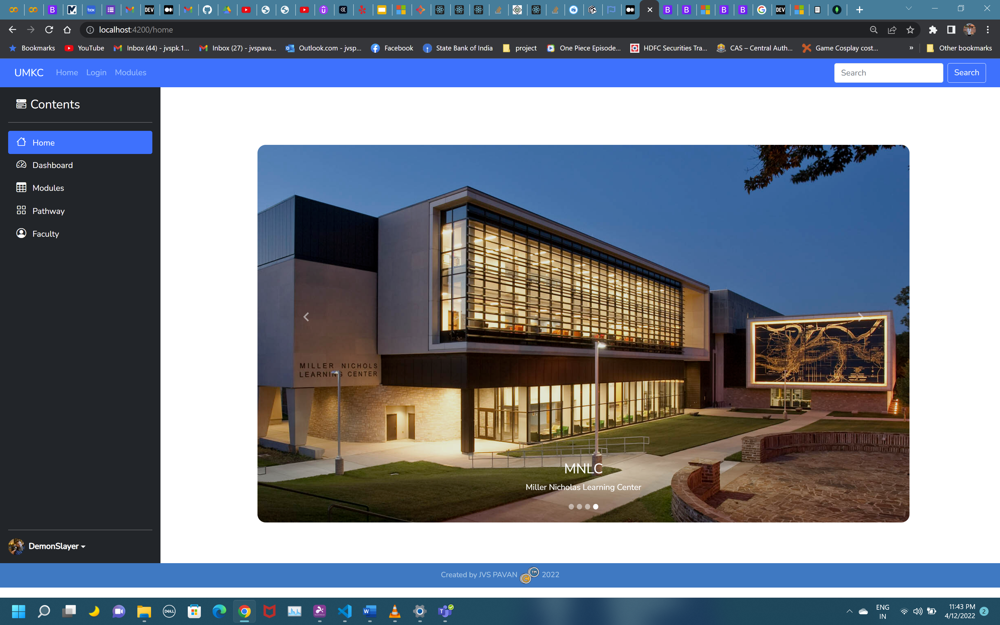 localhost:4200/home
Bookmarks YouTube Inbox (44) - jvspk.1... Inbox (27) - jvspava... Outlook.com - jvsp... Facebook State Bank of India project One Piece Episode... HDFC Securities Tra... CAS – Central Auth... Game Cosplay cost... » Other bookmarks
UMKC Home Login Modules Search Search
Contents
Home
Dashboard
Modules
Pathway
Faculty
MILLER NICHOLS
LEARNING CENTER
MNLC
Miller Nicholas Learning Center
DemonSlayer
Created by JVS PAVAN © TM 2022
ENG
IN
11:43 PM
4/12/2022
2